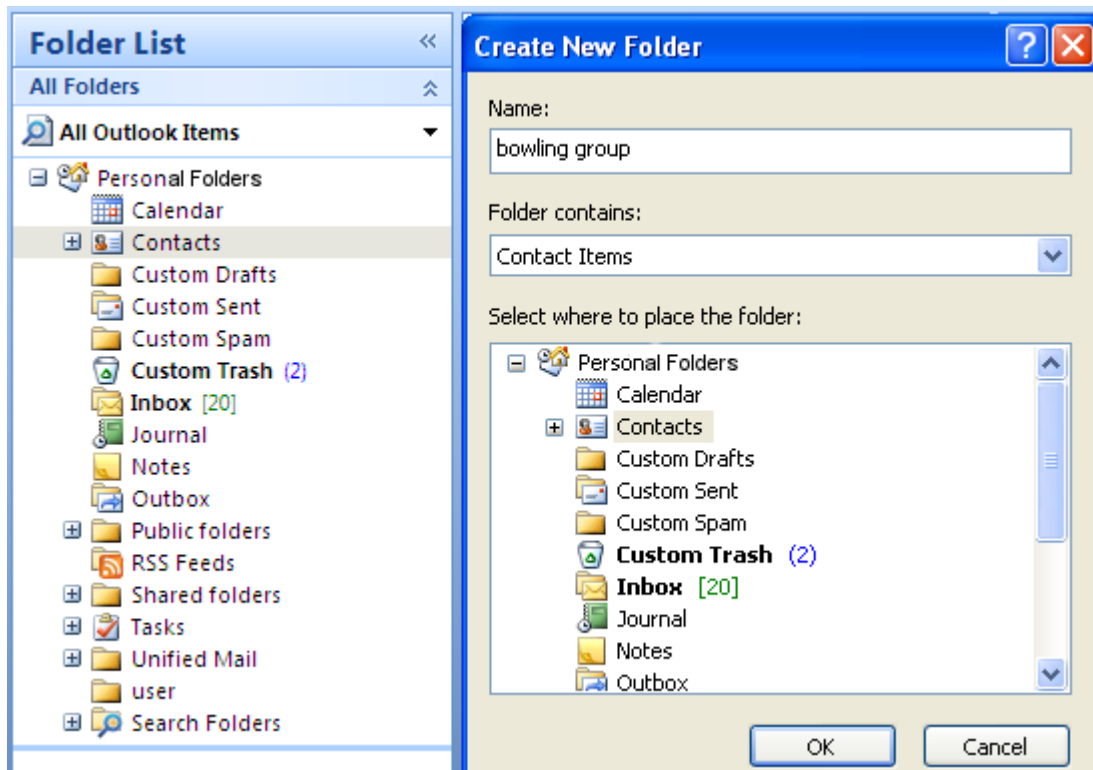 Folder List
All Folders
All Outlook Items
Personal Folders
Calendar
Contacts
Custom Drafts
Custom Sent
Custom Spam
Custom Trash (2)
Inbox [20]
Journal
Notes
Outbox
Public folders
RSS Feeds
Shared folders
Tasks
Unified Mail
user
Search Folders
Create New Folder
Name:
bowling group
Folder contains:
Contact Items
Select where to place the folder:
Personal Folders
Calendar
Contacts
Custom Drafts
Custom Sent
Custom Spam
Custom Trash (2)
Inbox [20]
Journal
Notes
Outbox
OK Cancel